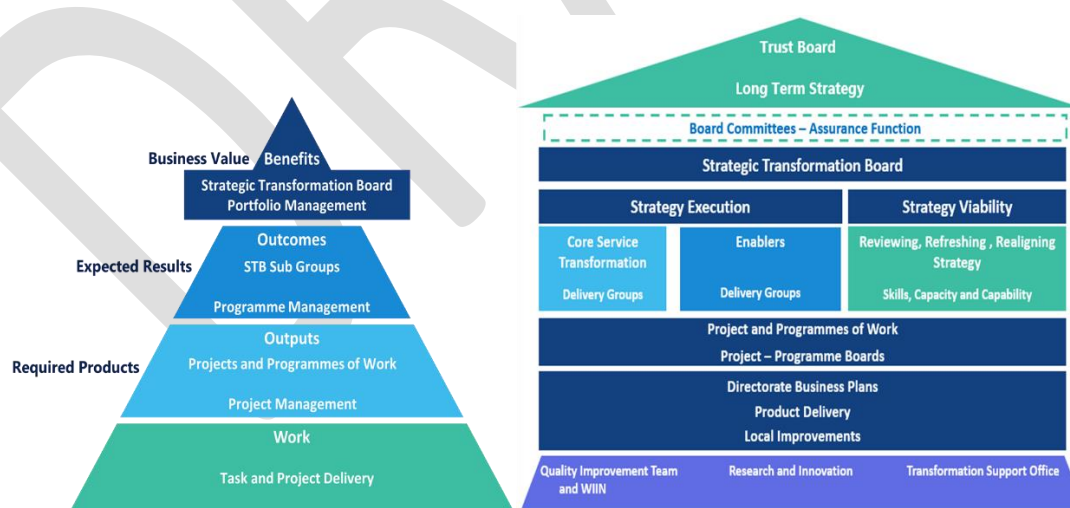 Business Value
Benefits
Strategic Transformation Board
Portfolio Management
Expected Results
Outcomes
STB Sub Groups
Programme Management
Required Products
Outputs
Projects and Programmes of Work
Project Management
Work
Task and Project Delivery
Trust Board
Long Term Strategy
Board Committees – Assurance Function
Strategic Transformation Board
Strategy Execution
Strategy Viability
Core Service
Transformation
Delivery Groups
Enablers
Delivery Groups
Reviewing, Refreshing , Realigning
Strategy
Skills, Capacity and Capability
Project and Programmes of Work
Project – Programme Boards
Directorate Business Plans
Product Delivery
Local Improvements
Quality Improvement Team
and WIIN
Research and Innovation
Transformation Support Office